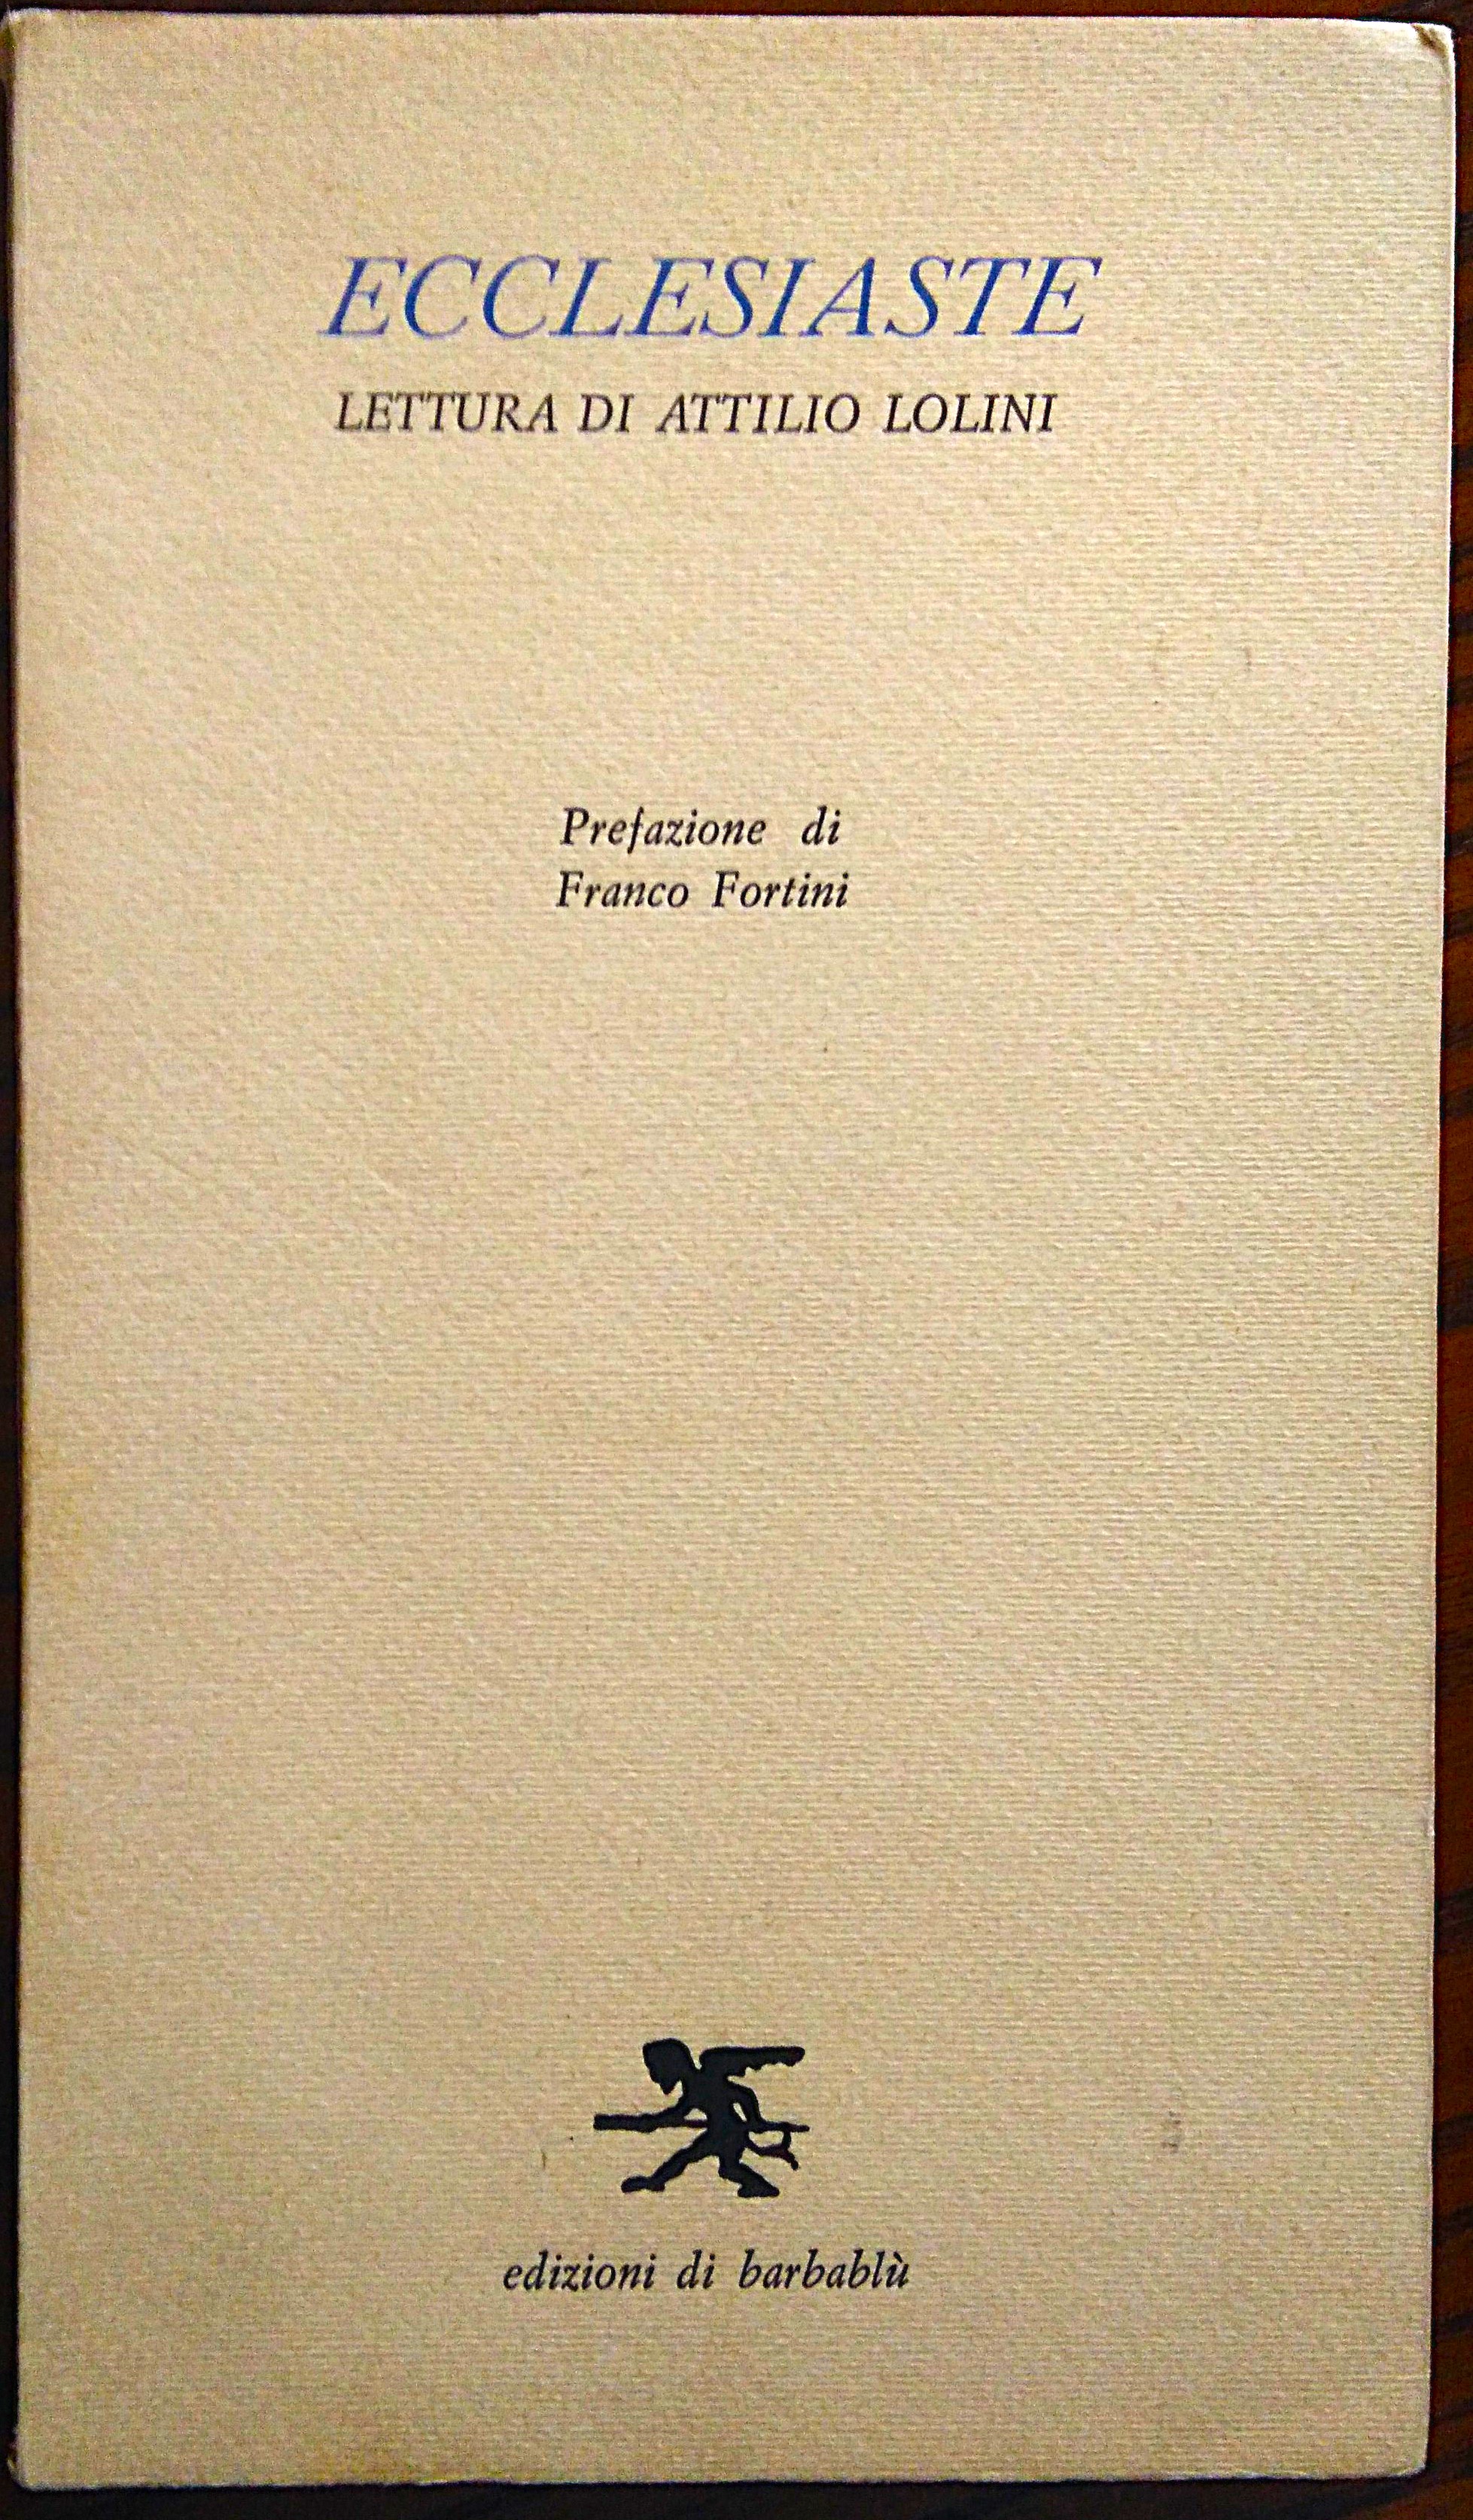 ECCLESIASTE
LETTURA DI ATTILIO LOLINI
Prefazione di
Franco Fortini
edizioni di barbablù